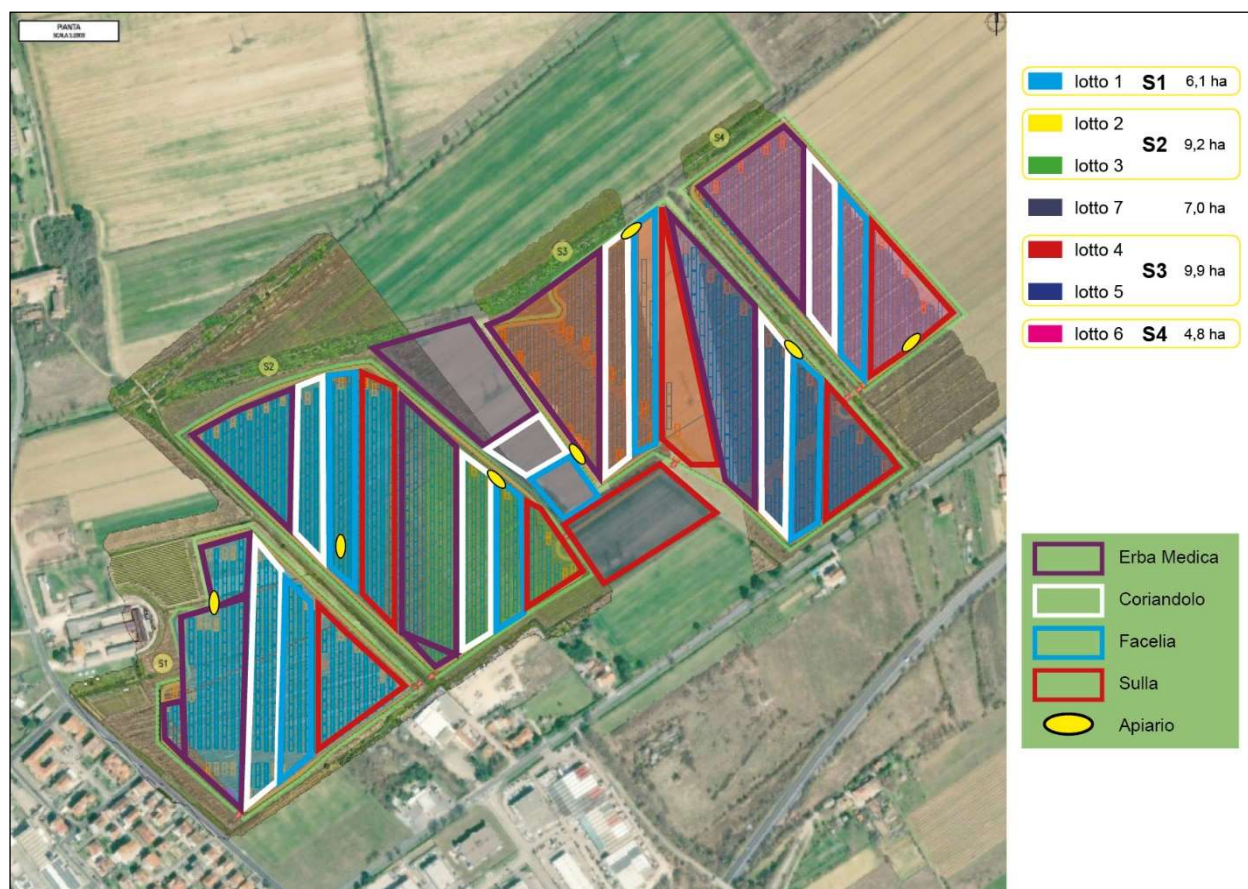 PIANTA
S4
S3
S2
S1
lotto 1 S1 6,1 ha
lotto 2
S2 9,2 ha
lotto 3
lotto 7 7,0 ha
lotto 4
S3 9,9 ha
lotto 5
lotto 6 S4 4,8 ha
Erba Medica
Coriandolo
Facelia
Sulla
Apiario